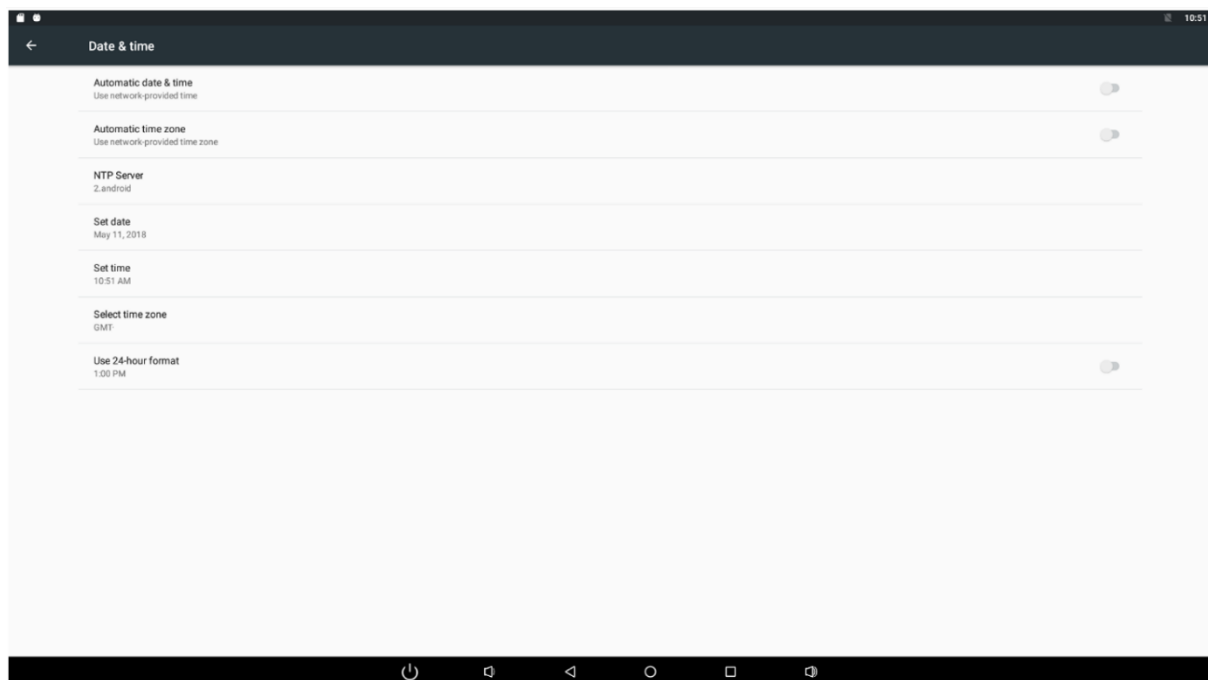 10:51
Date & time
Automatic date & time
Use network-provided time
Automatic time zone
Use network-provided time zone
NTP Server
2.android
Set date
May 11, 2018
Set time
10:51 AM
Select time zone
GMT
Use 24-hour format
1:00 PM